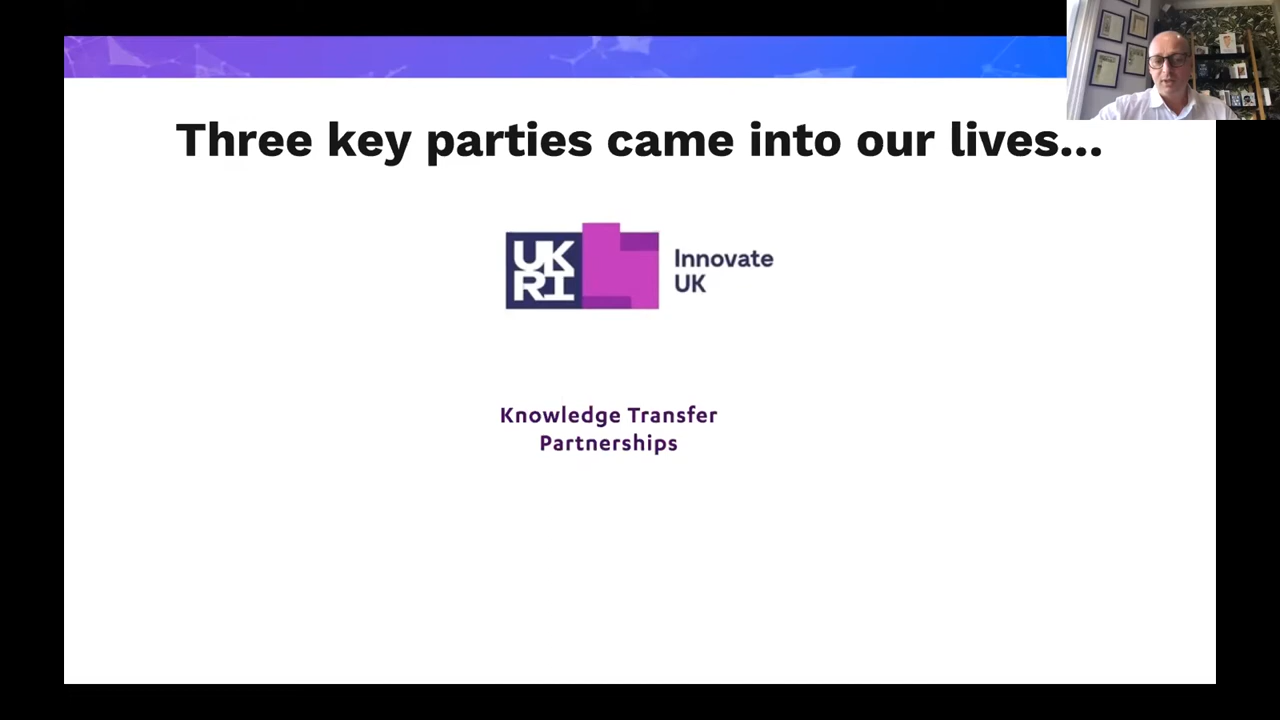 Three key parties came into our lives...
UK
RI
Innovate
UK
Knowledge Transfer
Partnerships